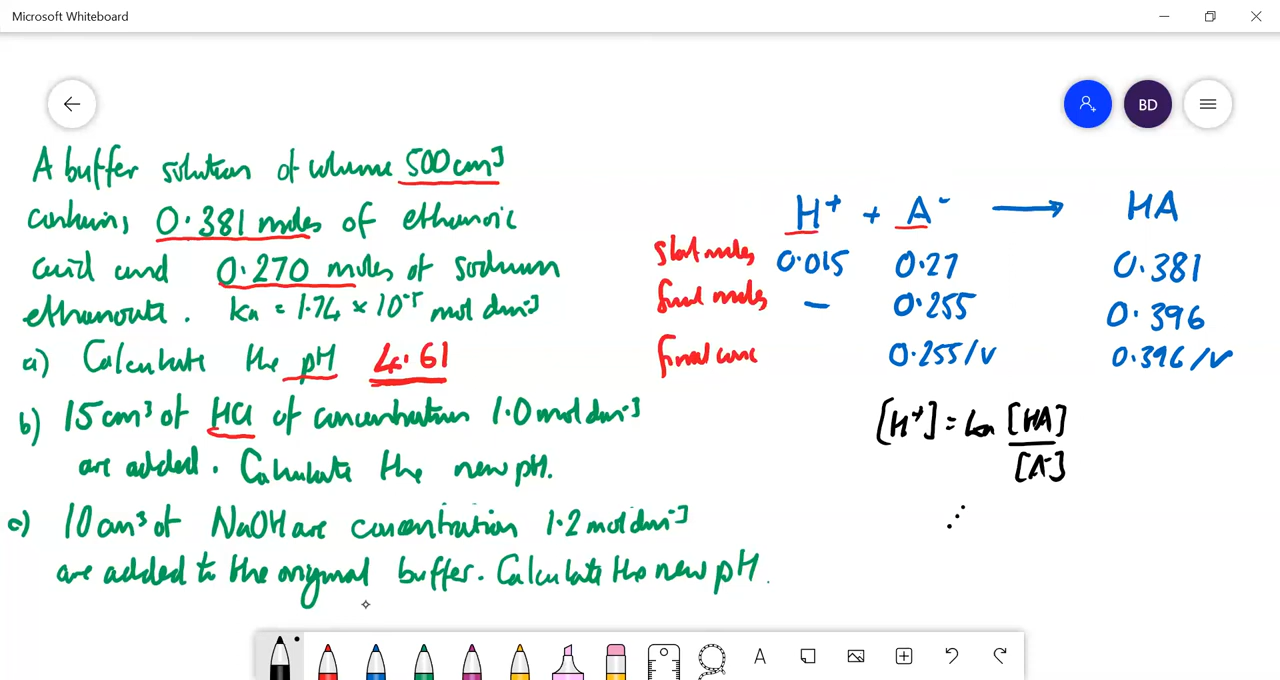 Microsoft Whiteboard
BD
A buffer solution of volume 500cm³
contains 0.381 moles of ethanoic
acid and 0.270 moles of sodium
ethanoate. ka = 1.74 × 10⁻⁵ mol dm⁻³
a) Calculate the pH 4.61
b) 15cm³ of HCl of concentration 1.0 mol dm⁻³
are added. Calculate the new pH.
c) 10cm³ of NaOH are concentration 1.2 mol dm⁻³
are added to the original buffer. Calculate the new pH.
H⁺ + A⁻ → HA
start moles 0.015 0.27 0.381
final moles – 0.255 0.396
final conc 0.255/v 0.396/v
[H⁺] = ka [HA]
[A⁻]
∴
A